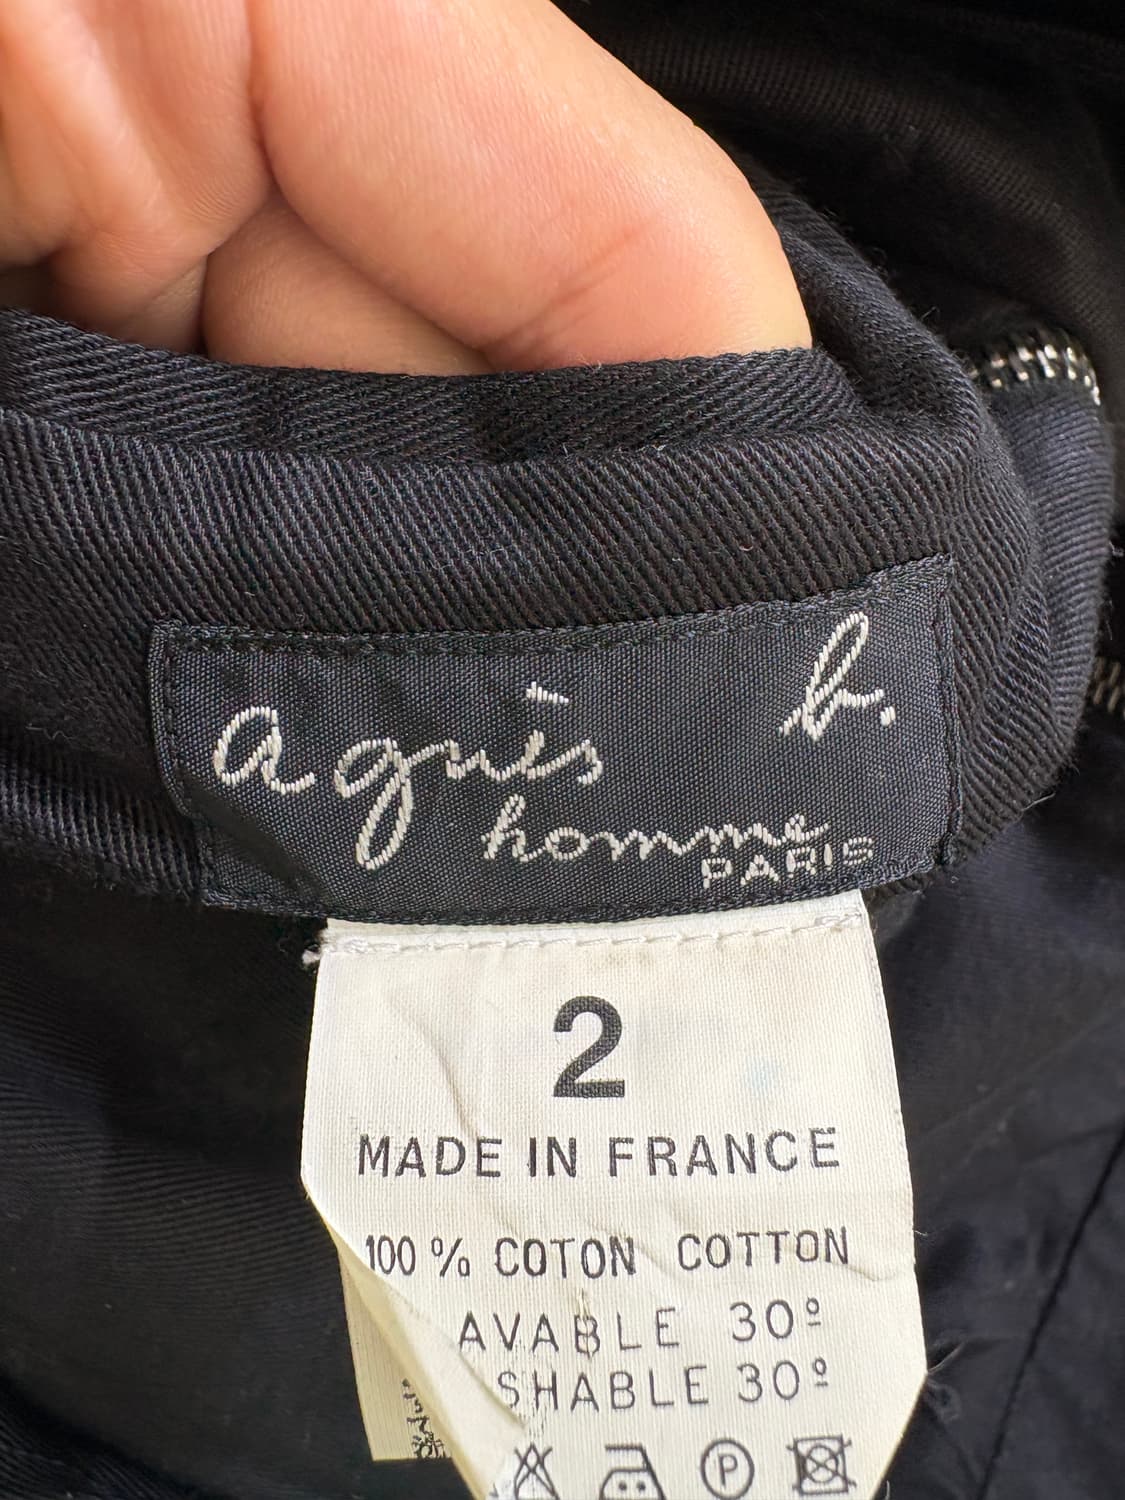 agnès b.
homme
PARIS
2
MADE IN FRANCE
100 % COTON COTTON
AVABLE 30º
SHABLE 30º
P